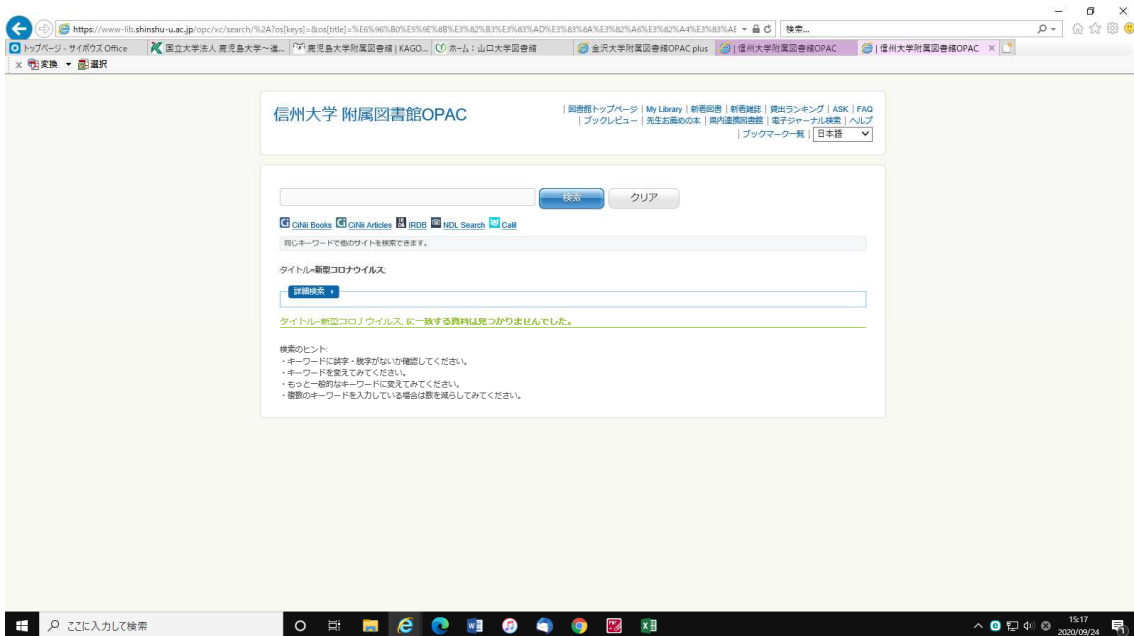 https://www-lib.shinshu-u.ac.jp/opc/xc/search/%2A?os[keys]=&os[title]=%E6%96%B0%E5%9E%8B%E3%82%B3%E3%83%AD%E3%83%8A%E3%82%A6%E3%82%A4%E3%83%AB
検索...
トップページ - サイボウズ Office
国立大学法人 鹿児島大学～進...
鹿児島大学附属図書館 | KAGO...
ホーム : 山口大学図書館
金沢大学附属図書館OPAC plus
| 信州大学附属図書館OPAC
| 信州大学附属図書館OPAC
x 変換 ▼ 選択
信州大学 附属図書館OPAC
| 図書館トップページ | My Library | 新着図書 | 新着雑誌 | 貸出ランキング | ASK | FAQ
| ブックレビュー | 先生お薦めの本 | 県内連携図書館 | 電子ジャーナル検索 | ヘルプ
| ブックマーク一覧 | 日本語
検索 クリア
CiNii Books CiNii Articles IRDB NDL Search Calil
同じキーワードで他のサイトを検索できます。
タイトル=新型コロナウイルス;
詳細検索
タイトル=新型コロナウイルス, に一致する資料は見つかりませんでした。
検索のヒント:
・キーワードに誤字・脱字がないか確認してください。
・キーワードを変えてみてください。
・もっと一般的なキーワードに変えてみてください。
・複数のキーワードを入力している場合は数を減らしてみてください。
ここに入力して検索
15:17
2020/09/24